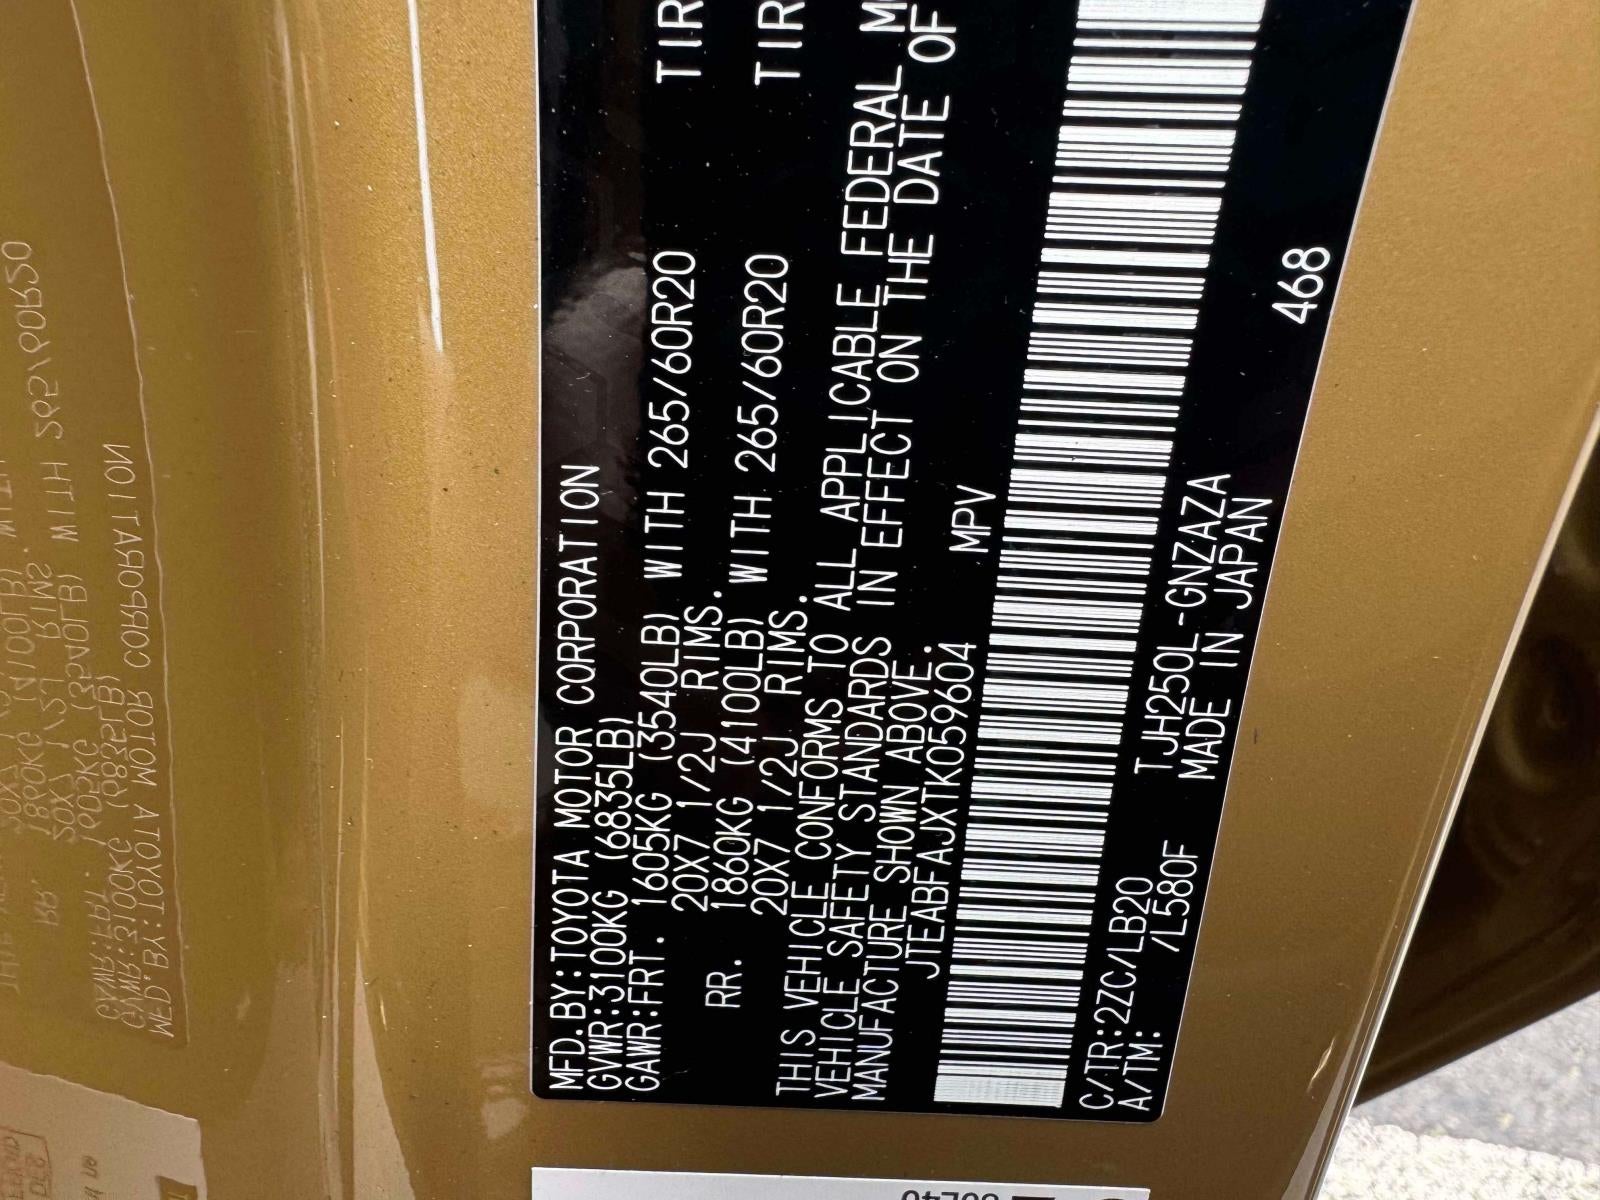 MFD.BY:TOYOTA MOTOR CORPORATION
GVWR:3100KG (6835LB)
GAWR:FRT. 1605KG (3540LB) WITH 265/60R20 TIR
20X7 1/2J RIMS.
RR. 1860KG (4100LB) WITH 265/60R20 TIR
20X7 1/2J RIMS.
THIS VEHICLE CONFORMS TO ALL APPLICABLE FEDERAL
VEHICLE SAFETY STANDARDS IN EFFECT ON THE DATE OF
MANUFACTURE SHOWN ABOVE.
JTEABFAJXTK059604 MPV
C/TR:2ZC/LB20 TJH250L-GNZAZA
A/TM: /L580F MADE IN JAPAN
468